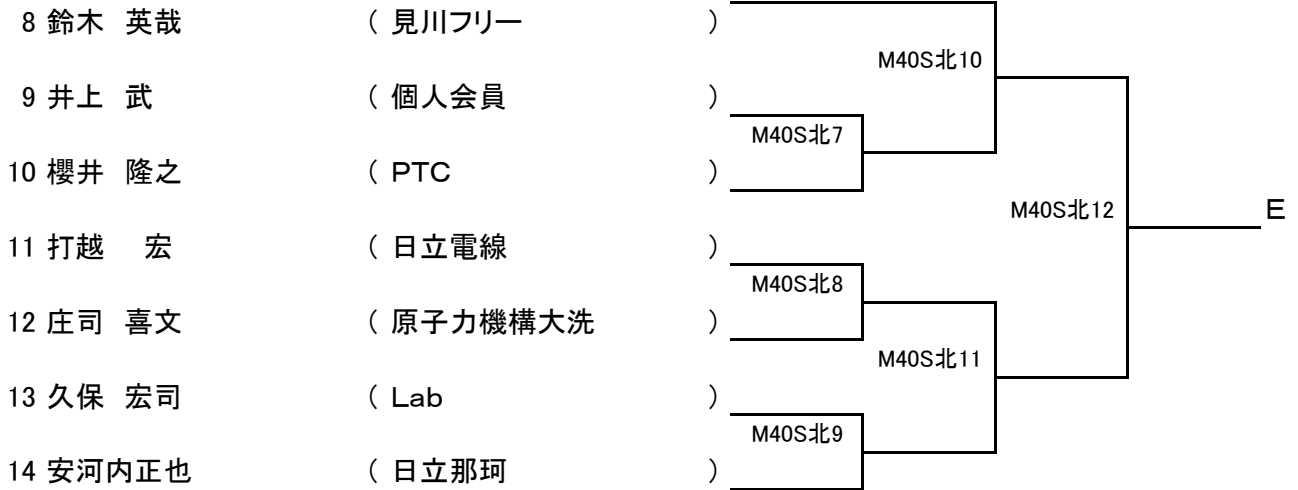 8 鈴木 英哉 ( 見川フリー )
M40S北10
9 井上 武 ( 個人会員 )
M40S北7
10 櫻井 隆之 ( PTC )
M40S北12 E
11 打越 宏 ( 日立電線 )
M40S北8
12 庄司 喜文 ( 原子力機構大洗 )
M40S北11
13 久保 宏司 ( Lab )
M40S北9
14 安河内正也 ( 日立那珂 )